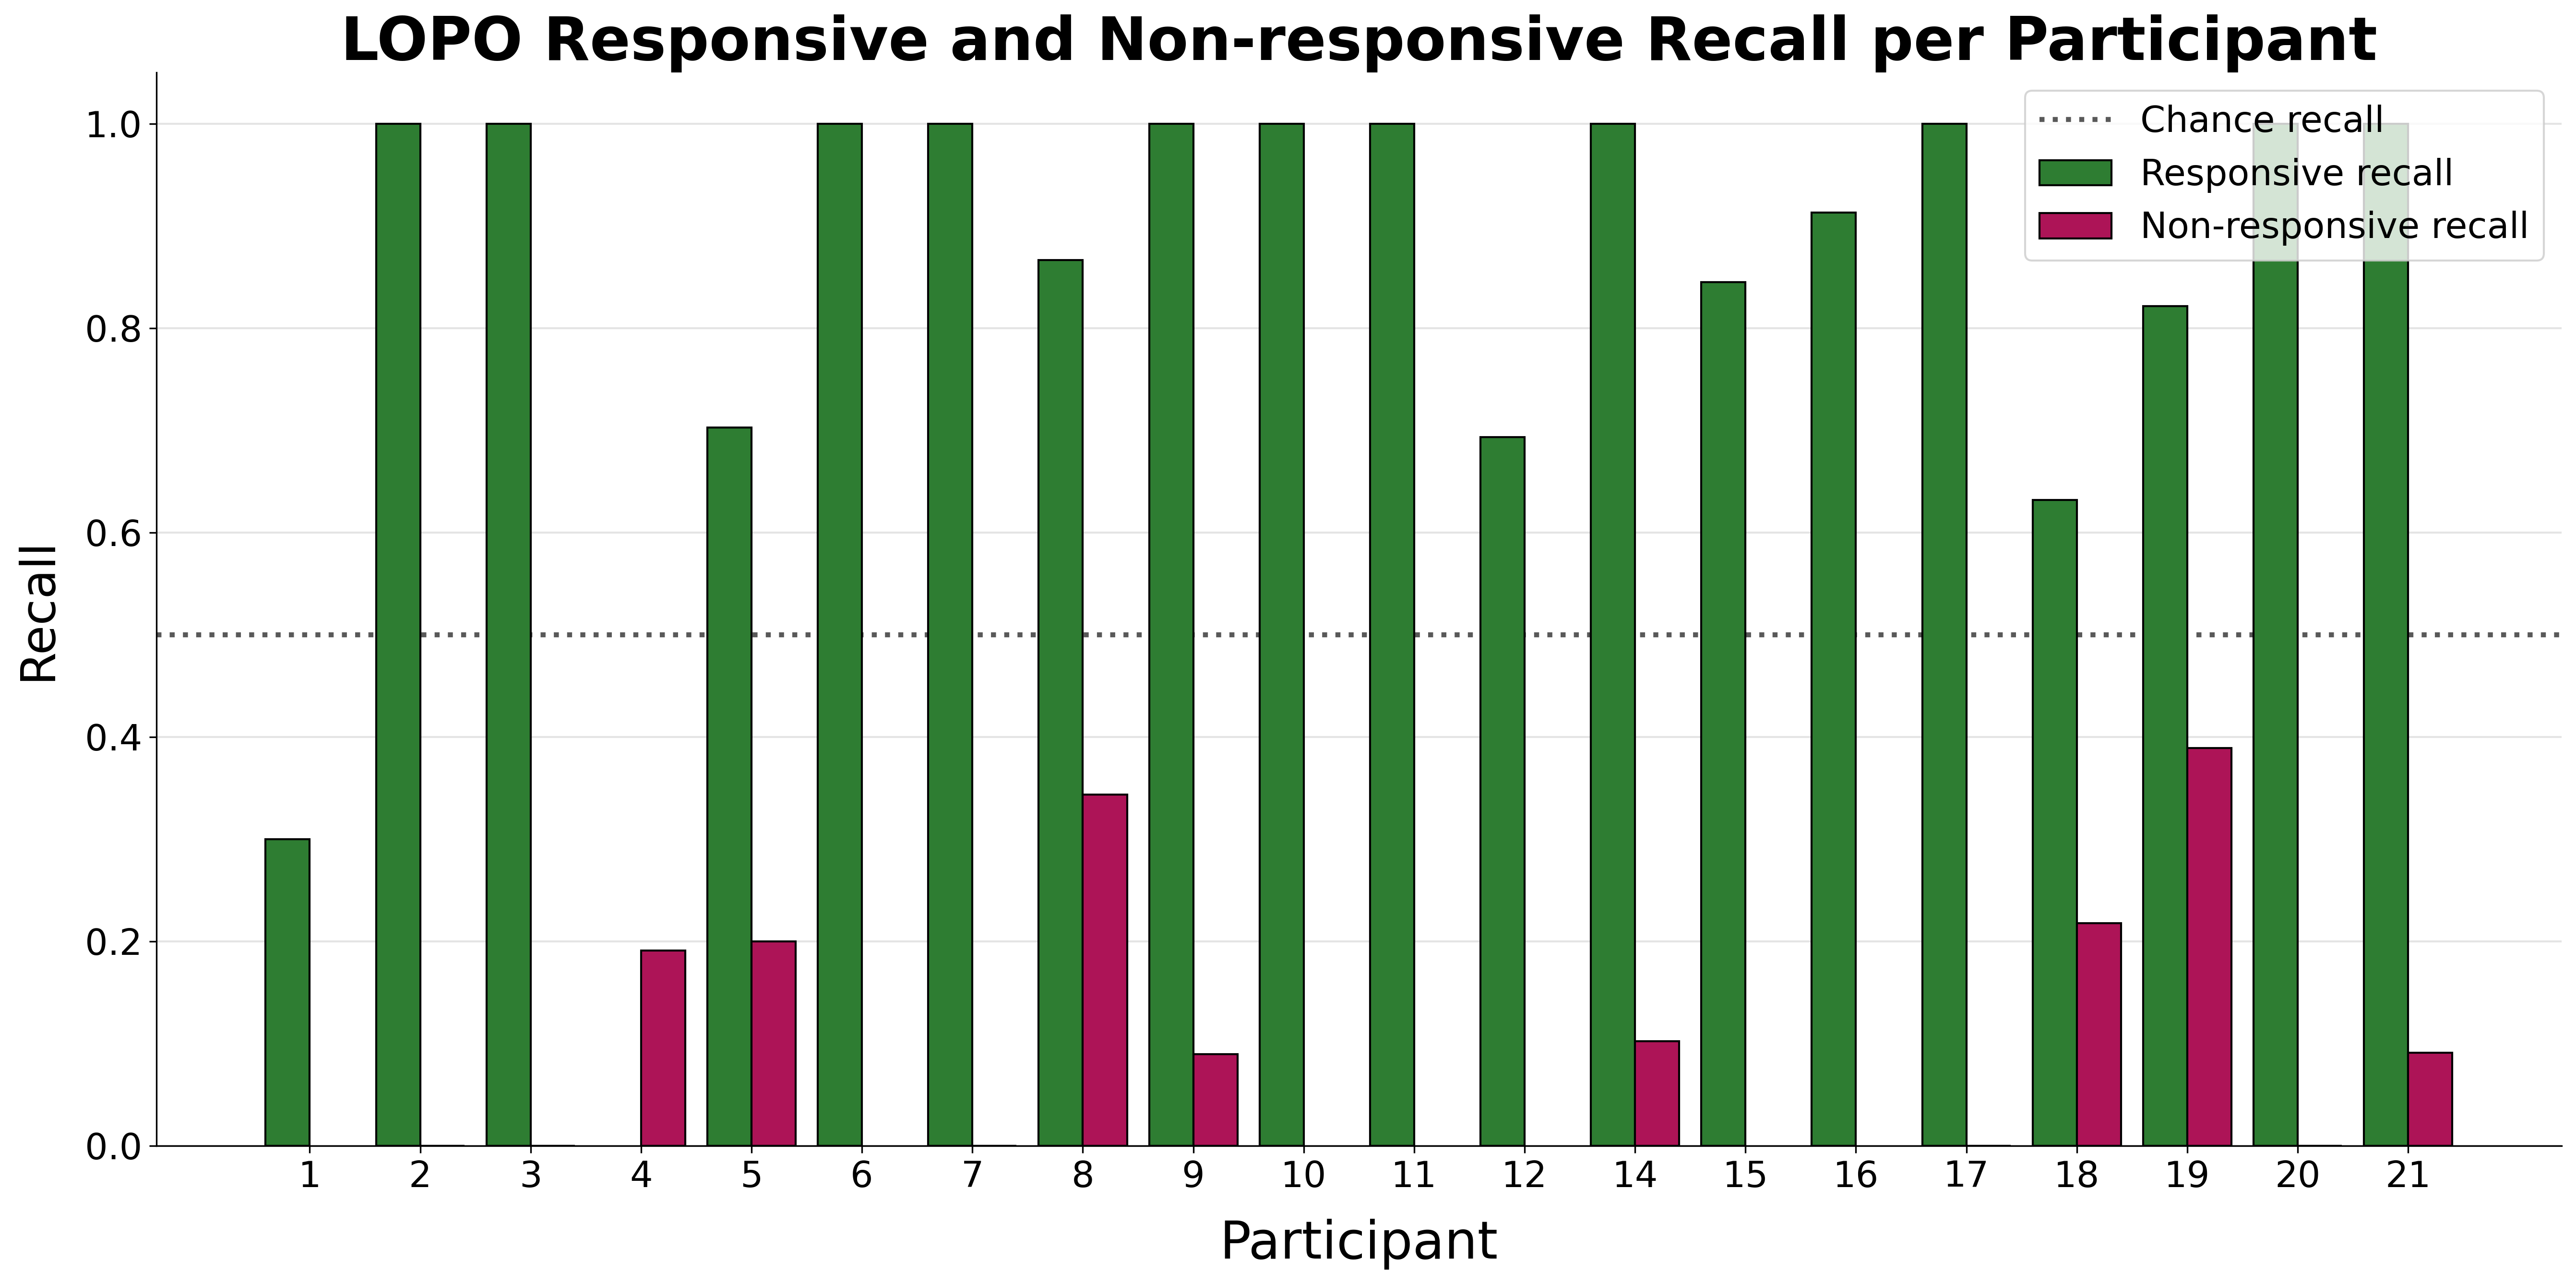 LOPO Responsive and Non-responsive Recall per Participant
Chance recall
Responsive recall
Non-responsive recall
1.0
0.8
0.6
0.4
0.2
0.0
Recall
1 2 3 4 5 6 7 8 9 10 11 12 14 15 16 17 18 19 20 21
Participant